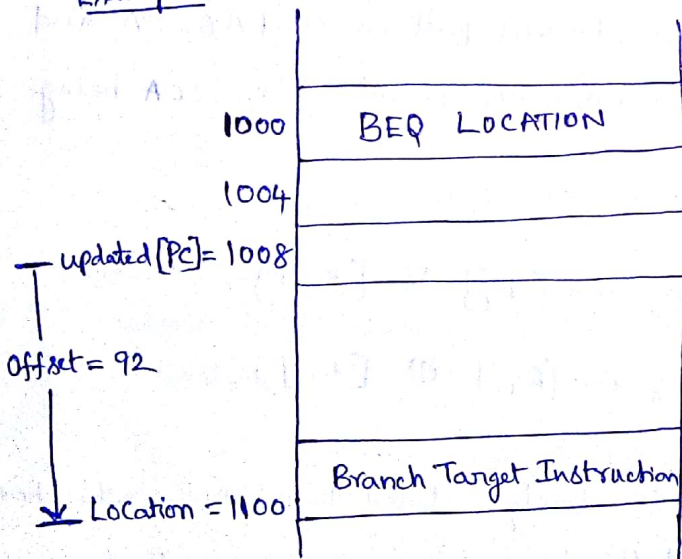 1000 BEQ LOCATION
1004
updated [PC]= 1008
Offset = 92
Branch Target Instruction
Location = 1100